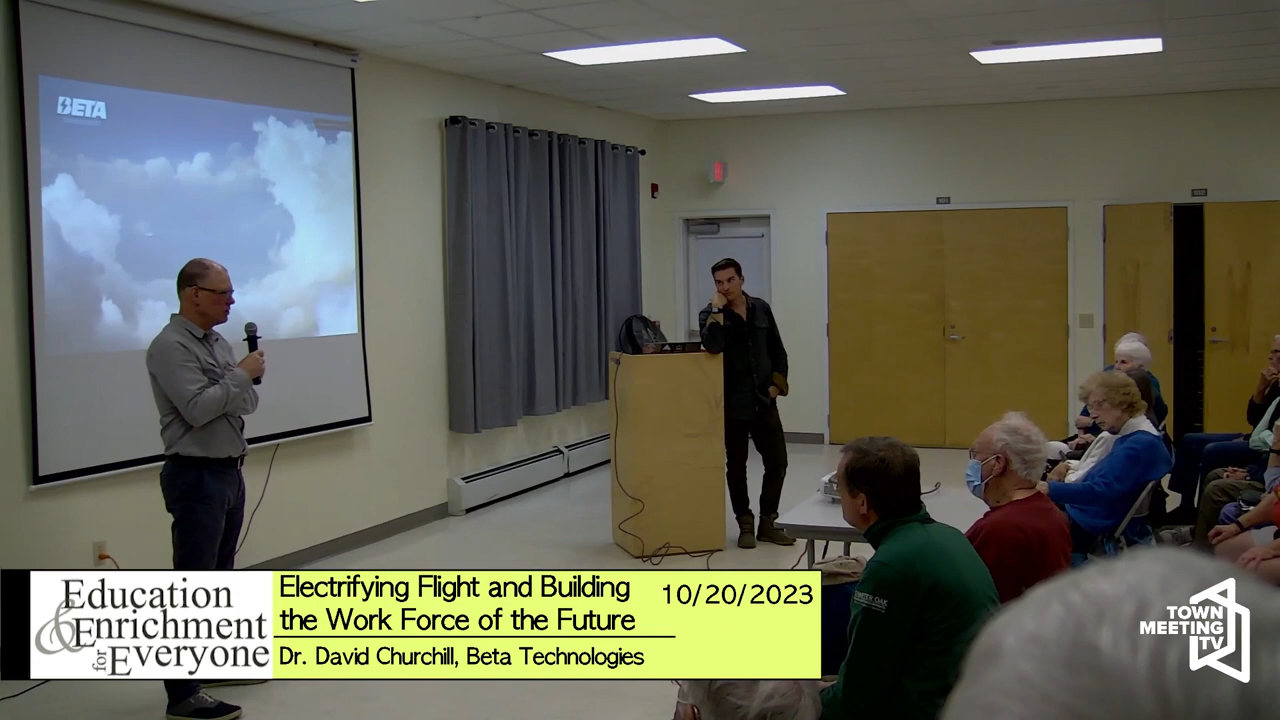 BETA
Education
& Enrichment
for Everyone
Electrifying Flight and Building
the Work Force of the Future
10/20/2023
Dr. David Churchill, Beta Technologies
TOWN
MEETING
TV